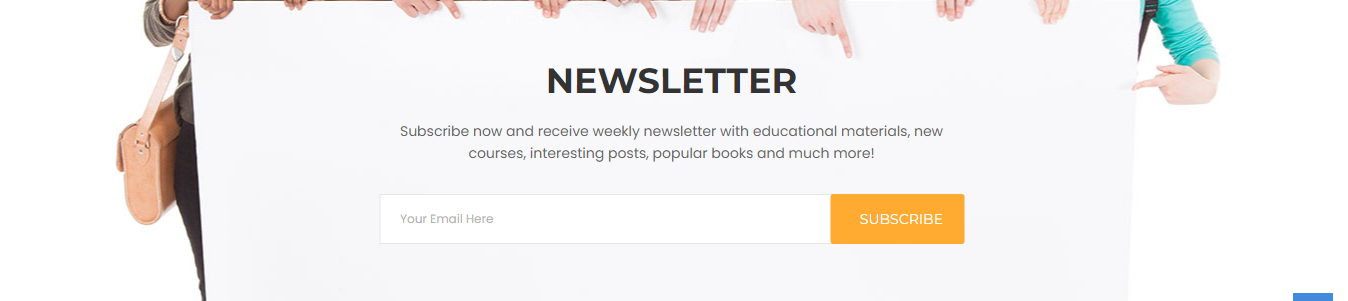 NEWSLETTER
Subscribe now and receive weekly newsletter with educational materials, new
courses, interesting posts, popular books and much more!
Your Email Here
SUBSCRIBE